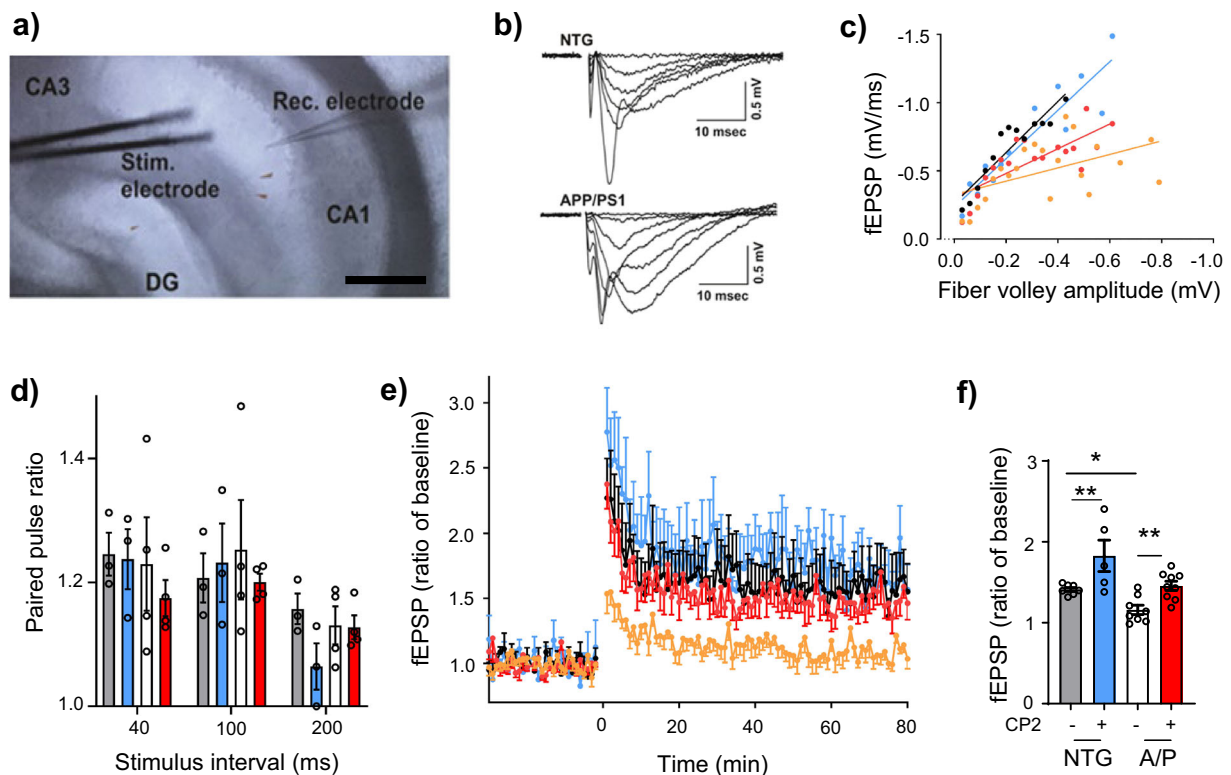 a)
CA3
Rec. electrode
Stim.
electrode
CA1
DG
b)
NTG
0.5 mV
10 msec
APP/PS1
0.5 mV
10 msec
c)
fEPSP (mV/ms)
-1.5
-1.0
-0.5
0.0
0.0 -0.2 -0.4 -0.6 -0.8 -1.0
Fiber volley amplitude (mV)
d)
Paired pulse ratio
1.4
1.2
1.0
40 100 200
Stimulus interval (ms)
e)
fEPSP (ratio of baseline)
3.0
2.5
2.0
1.5
1.0
0 20 40 60 80
Time (min)
f)
fEPSP (ratio of baseline)
3
2
1
0
*
**
**
CP2 - + - +
NTG A/P